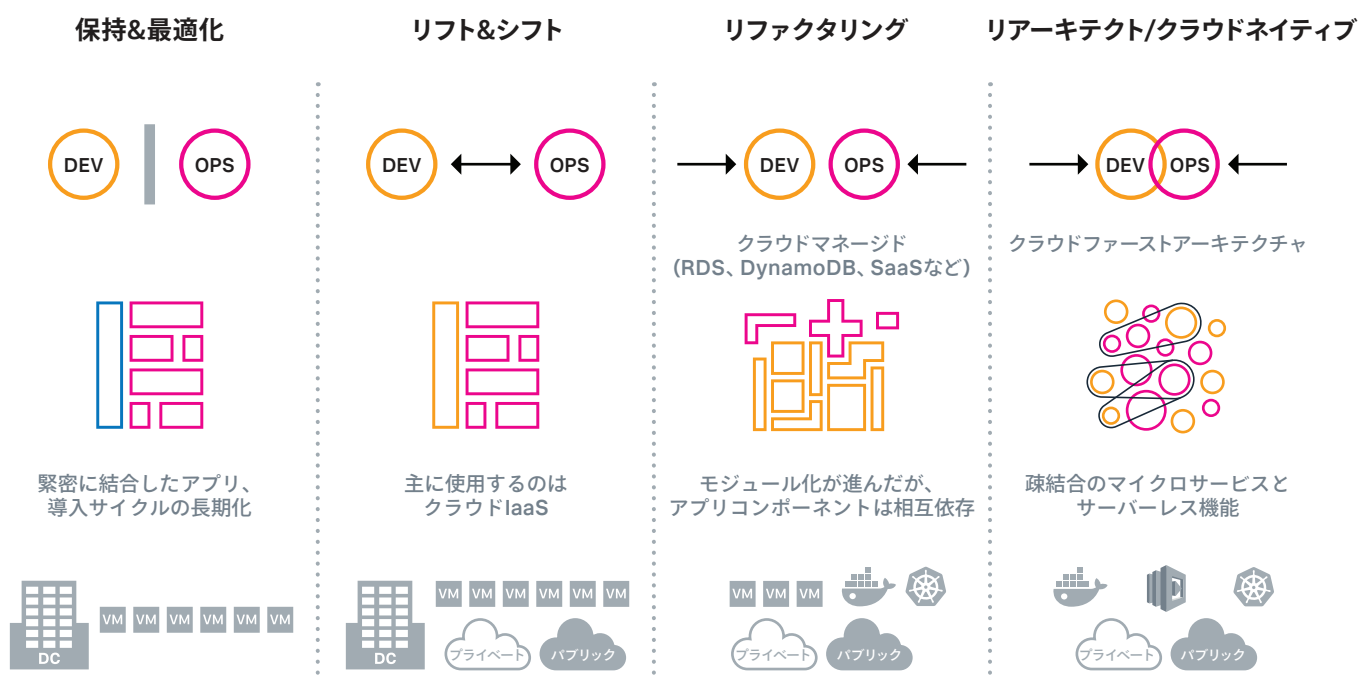 保持&最適化
リフト&シフト
リファクタリング
リアーキテクト/クラウドネイティブ
DEV
OPS
DEV
OPS
DEV
OPS
DEV
OPS
クラウドマネージド
(RDS、DynamoDB、SaaSなど)
クラウドファーストアーキテクチャ
緊密に結合したアプリ、
導入サイクルの長期化
主に使用するのは
クラウドIaaS
モジュール化が進んだが、
アプリコンポーネントは相互依存
疎結合のマイクロサービスと
サーバーレス機能
DC
VM VM VM VM VM VM
DC
VM VM VM VM VM VM
プライベート
パブリック
VM VM VM
プライベート
パブリック
プライベート
パブリック